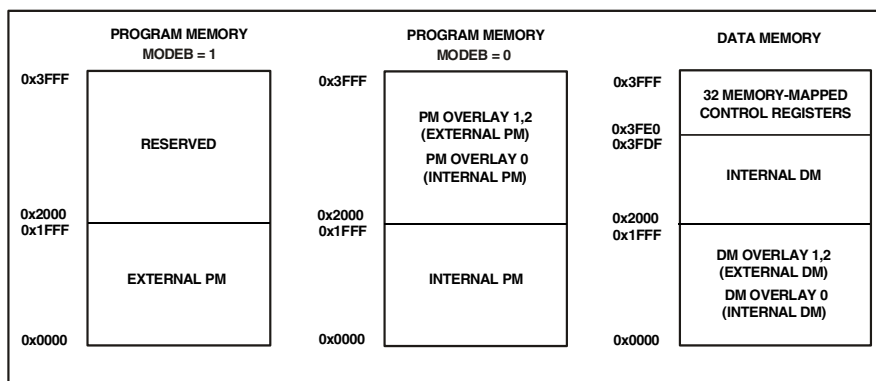 PROGRAM MEMORY
MODEB = 1
0x3FFF
RESERVED
0x2000
0x1FFF
EXTERNAL PM
0x0000
PROGRAM MEMORY
MODEB = 0
0x3FFF
PM OVERLAY 1,2
(EXTERNAL PM)
PM OVERLAY 0
(INTERNAL PM)
0x2000
0x1FFF
INTERNAL PM
0x0000
DATA MEMORY
0x3FFF
32 MEMORY-MAPPED
CONTROL REGISTERS
0x3FE0
0x3FDF
INTERNAL DM
0x2000
0x1FFF
DM OVERLAY 1,2
(EXTERNAL DM)
DM OVERLAY 0
(INTERNAL DM)
0x0000